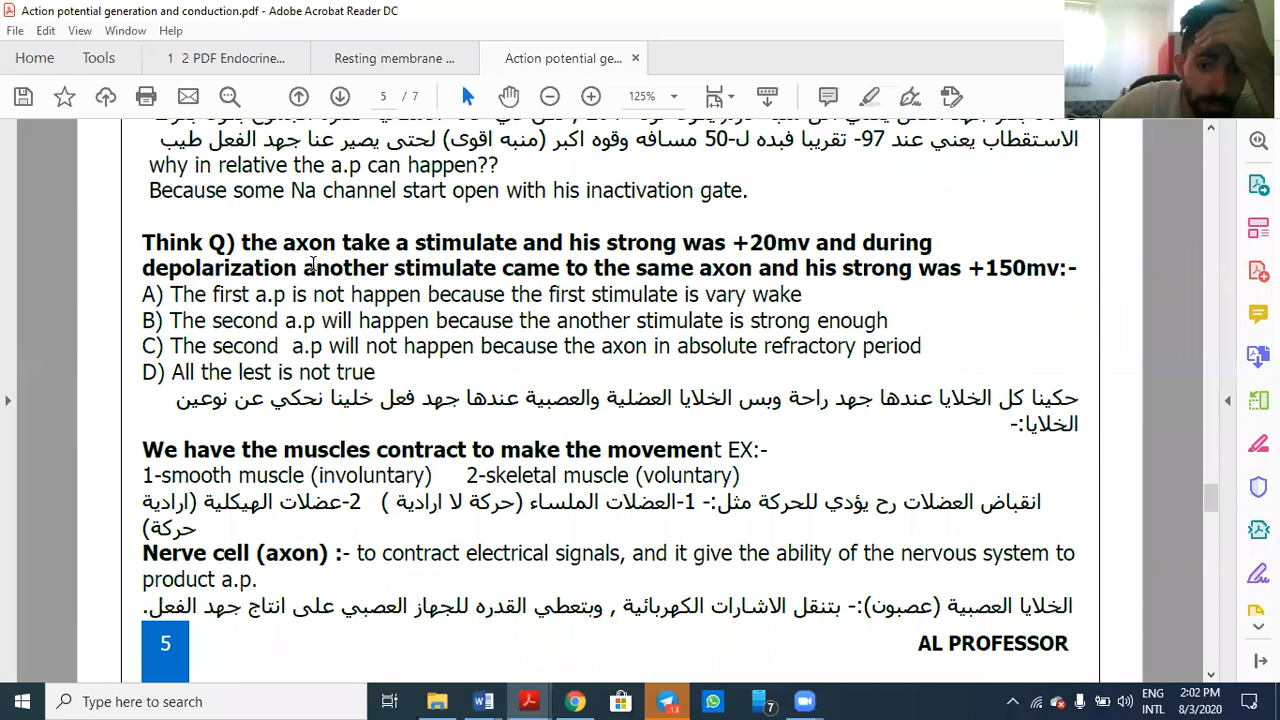 Action potential generation and conduction.pdf - Adobe Acrobat Reader DC
File Edit View Window Help
Home Tools 1 2 PDF Endocrine... Resting membrane ... Action potential ge... ×
5 / 7 125%
الاستقطاب يعني عند 97- تقريبا فبده ل-50 مسافه وقوه اكبر (منبه اقوى) لحتى يصير عنا جهد الفعل طيب
why in relative the a.p can happen??
Because some Na channel start open with his inactivation gate.
Think Q) the axon take a stimulate and his strong was +20mv and during
depolarization another stimulate came to the same axon and his strong was +150mv:-
A) The first a.p is not happen because the first stimulate is vary wake
B) The second a.p will happen because the another stimulate is strong enough
C) The second a.p will not happen because the axon in absolute refractory period
D) All the lest is not true
حكينا كل الخلايا عندها جهد راحة وبس الخلايا العضلية والعصبية عندها جهد فعل خلينا نحكي عن نوعين
الخلايا:-
We have the muscles contract to make the movement EX:-
1-smooth muscle (involuntary) 2-skeletal muscle (voluntary)
انقباض العضلات رح يؤدي للحركة مثل:- 1-العضلات الملساء (حركة لا ارادية ) 2-عضلات الهيكلية (ارادية
حركة)
Nerve cell (axon) :- to contract electrical signals, and it give the ability of the nervous system to
product a.p.
الخلايا العصبية (عصبون):- بتنقل الاشارات الكهربائية , وبتعطي القدره للجهاز العصبي على انتاج جهد الفعل.
5 AL PROFESSOR
Type here to search
13
7
ENG
INTL
2:02 PM
8/3/2020